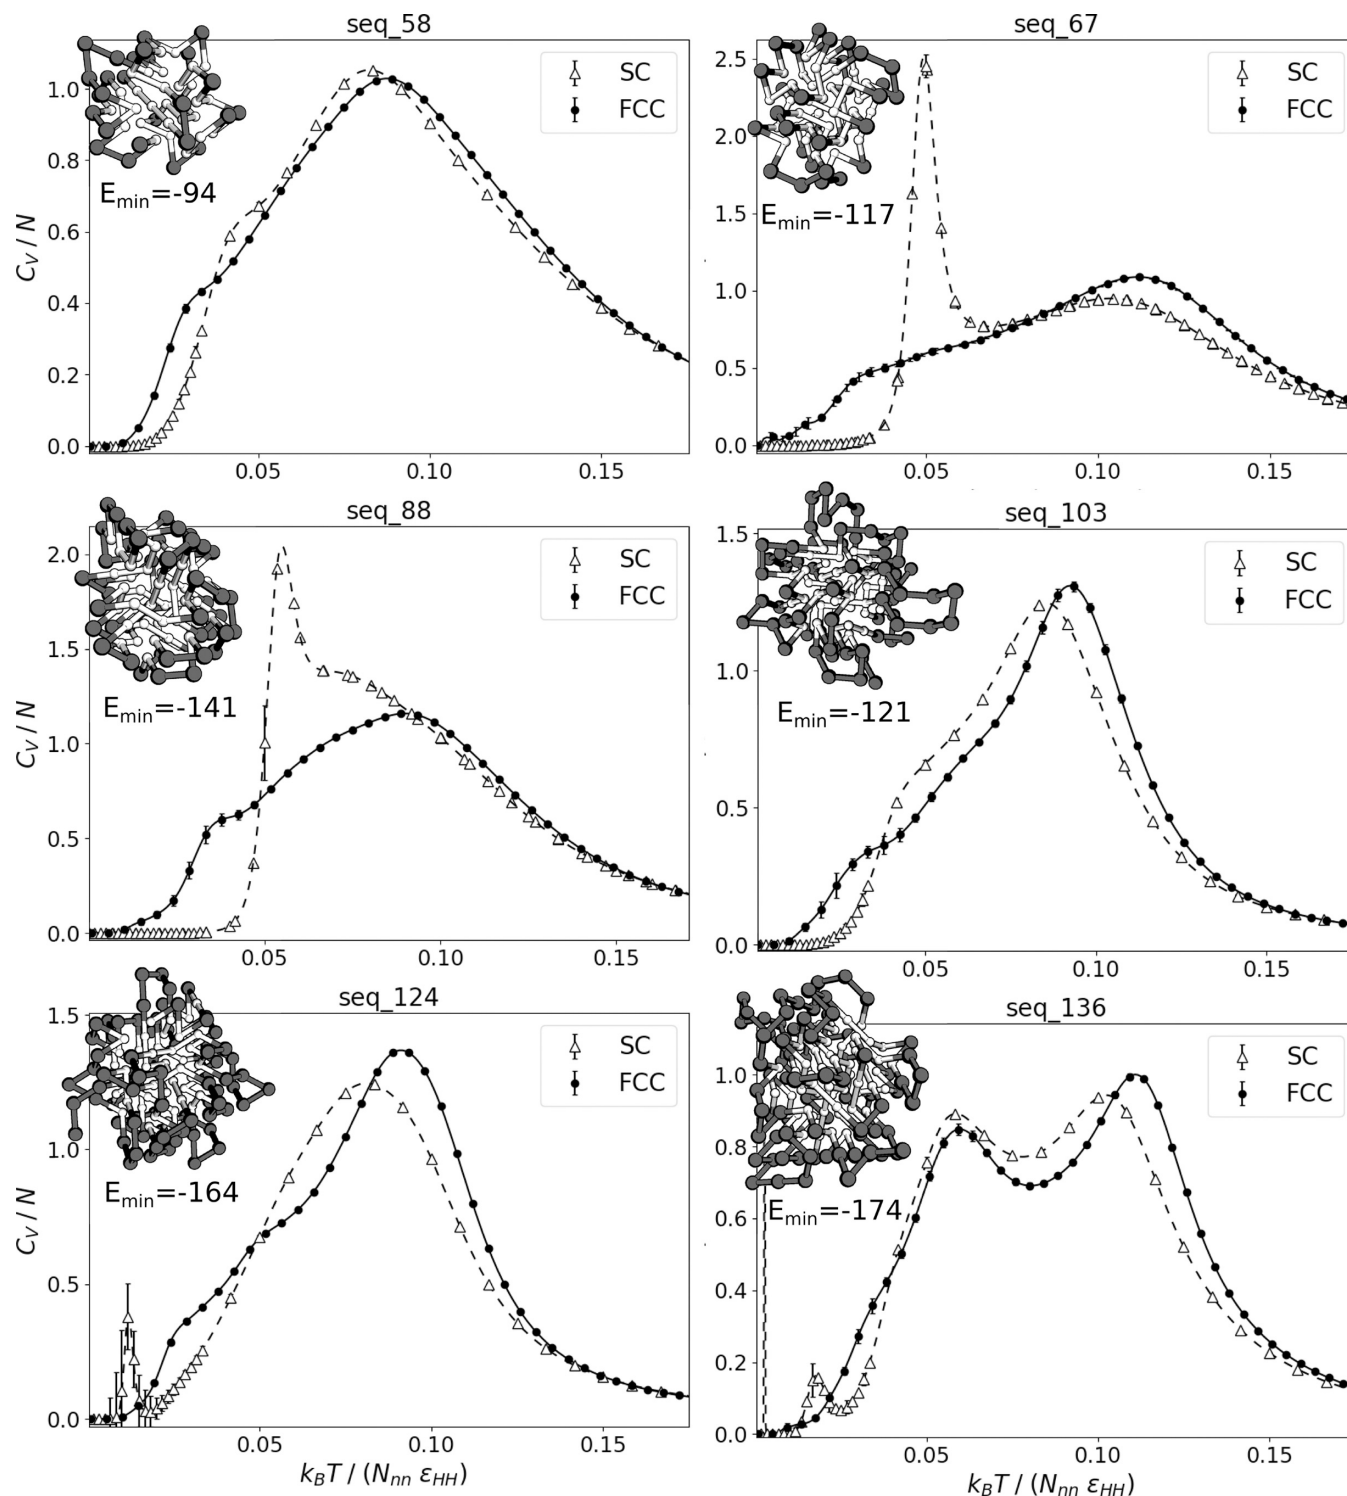 seq_58
SC
FCC
E_min=-94
1.0
0.8
0.6
0.4
0.2
0.0
C_V / N
0.05
0.10
0.15
seq_67
SC
FCC
E_min=-117
2.5
2.0
1.5
1.0
0.5
0.0
0.05
0.10
0.15
seq_88
SC
FCC
E_min=-141
2.0
1.5
1.0
0.5
0.0
C_V / N
0.05
0.10
0.15
seq_103
SC
FCC
E_min=-121
1.5
1.0
0.5
0.0
0.05
0.10
0.15
seq_124
SC
FCC
E_min=-164
1.5
1.0
0.5
0.0
C_V / N
0.05
0.10
0.15
k_BT / (N_nn ε_HH)
seq_136
SC
FCC
E_min=-174
1.0
0.8
0.6
0.4
0.2
0.0
0.05
0.10
0.15
k_BT / (N_nn ε_HH)